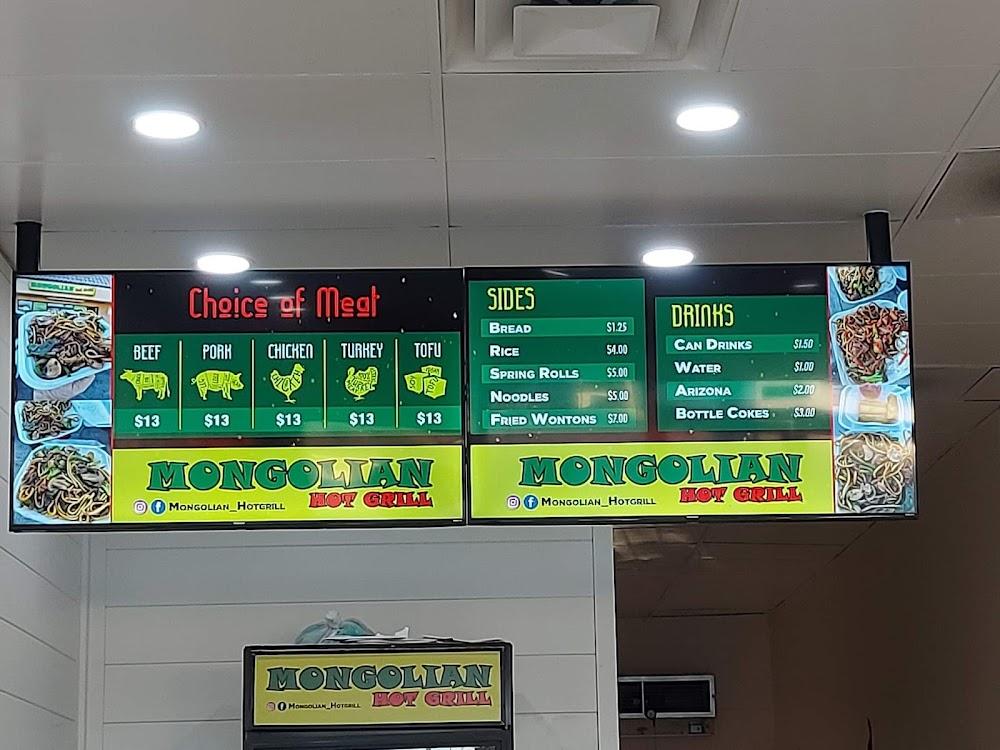 Choice of Meat
BEEF PORK CHICKEN TURKEY TOFU
$13 $13 $13 $13 $13
MONGOLIAN
HOT GRILL
Mongolian_Hotgrill
SIDES
Bread $1.25
Rice $4.00
Spring Rolls $5.00
Noodles $5.00
Fried Wontons $7.00
DRINKS
Can Drinks $1.50
Water $1.00
Arizona $2.00
Bottle Cokes $3.00
MONGOLIAN
HOT GRILL
Mongolian_Hotgrill
MONGOLIAN
HOT GRILL
Mongolian_Hotgrill